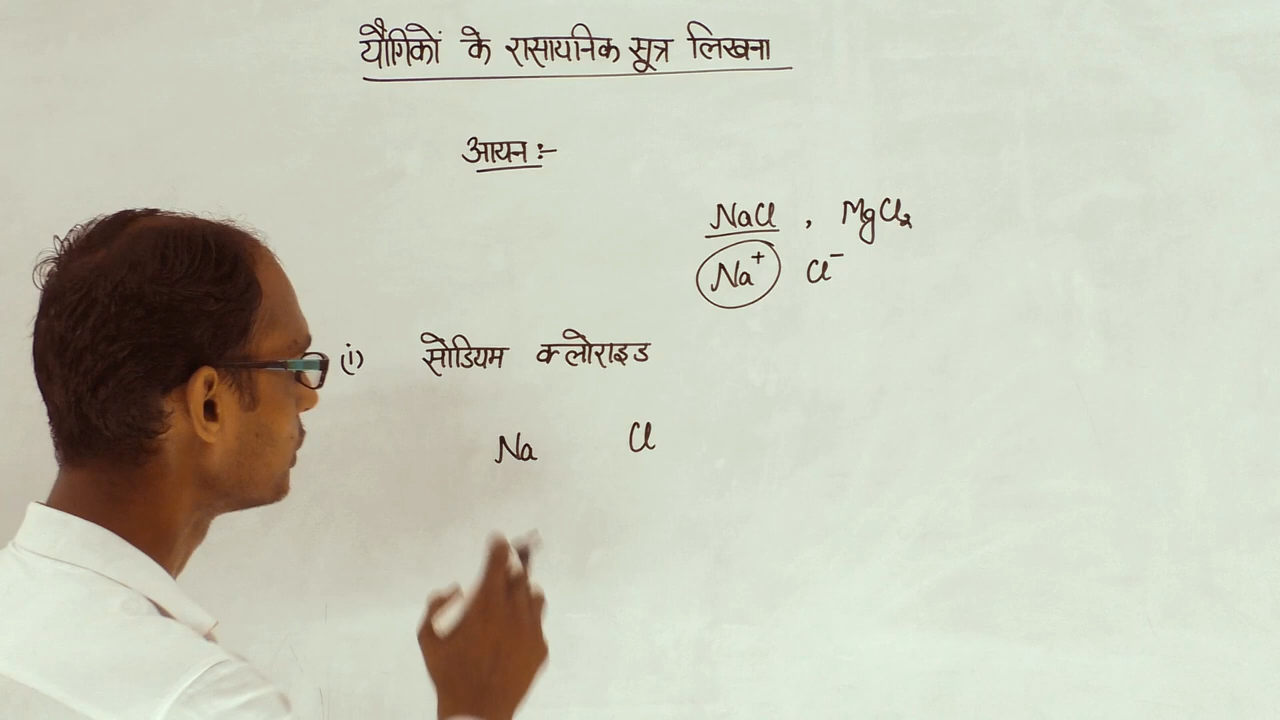 यौगिकों के रासायनिक सूत्र लिखना
आयन :-
NaCl , MgCl₂
Na⁺ Cl⁻
(i) सोडियम क्लोराइड
Na Cl